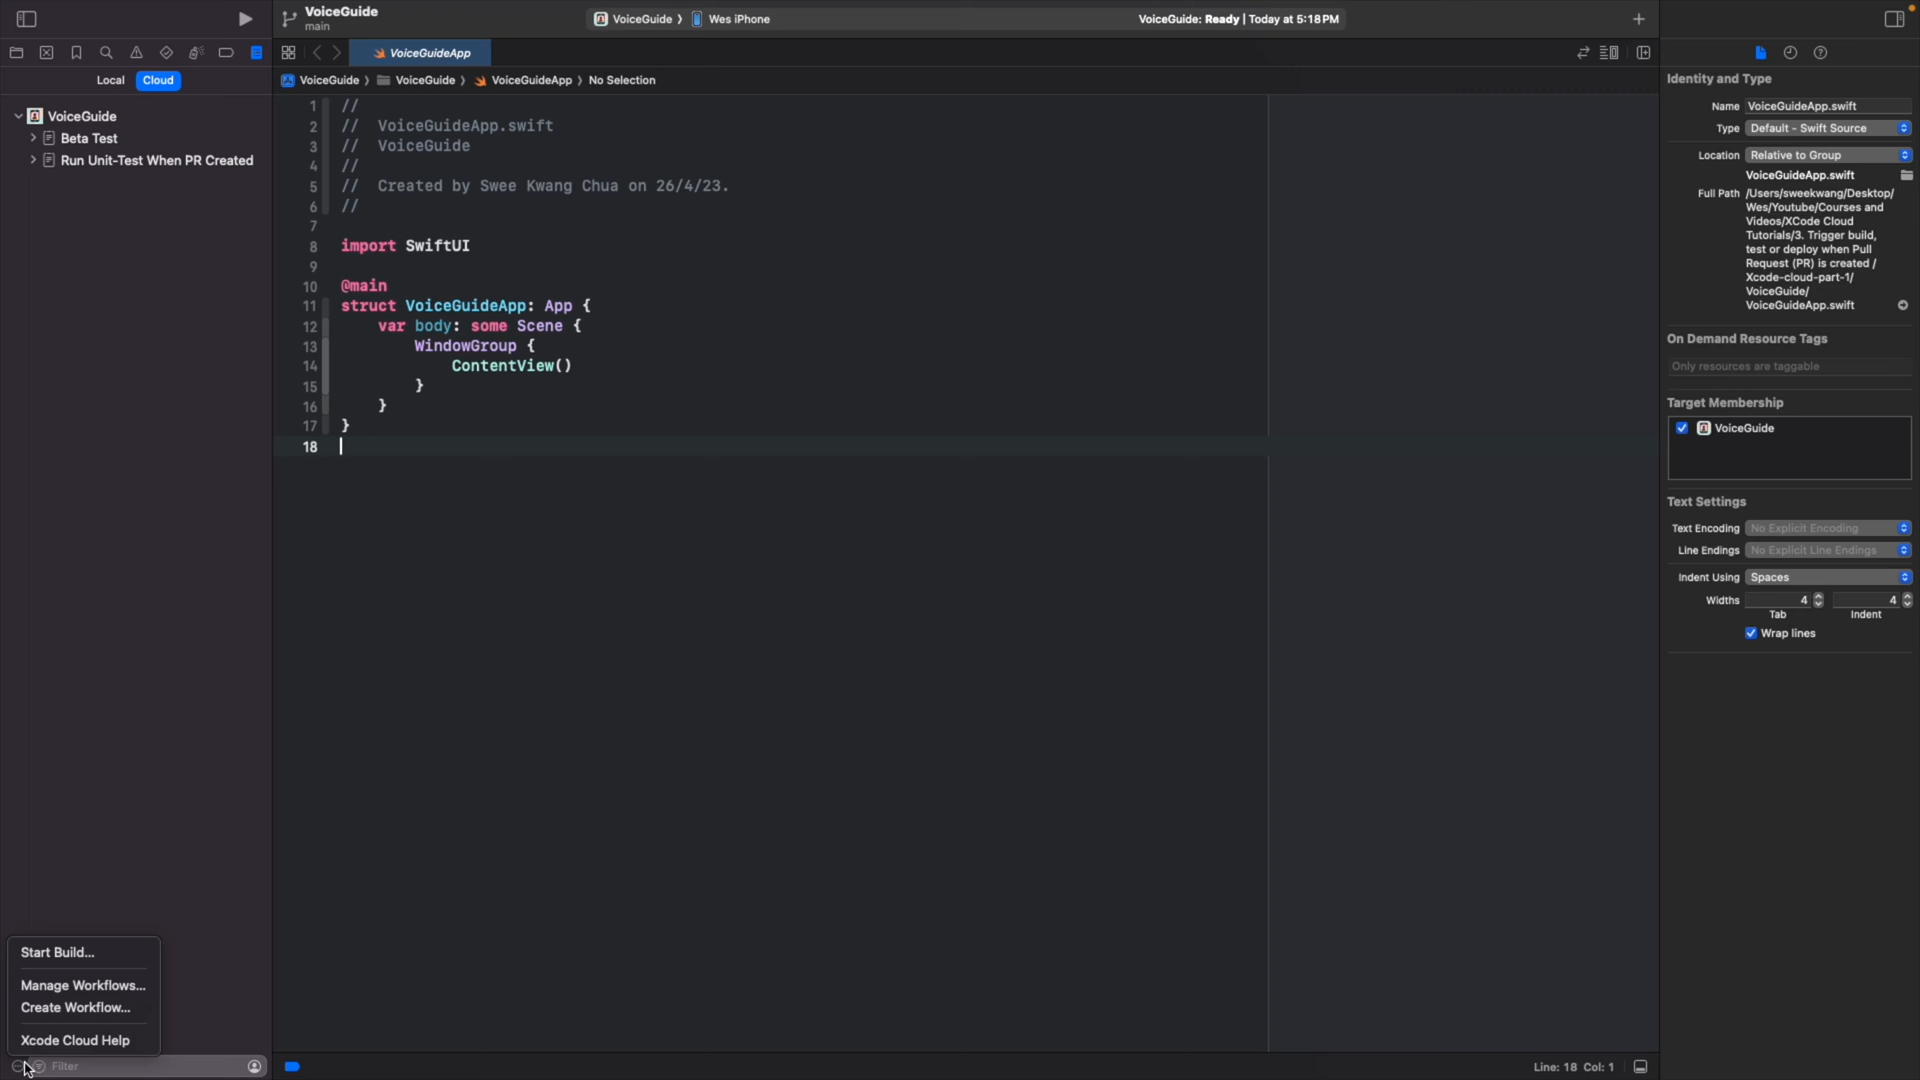 VoiceGuide
main
VoiceGuide 〉 Wes iPhone
VoiceGuide: Ready | Today at 5:18 PM
VoiceGuideApp
Local Cloud
VoiceGuide 〉 VoiceGuide 〉 VoiceGuideApp 〉 No Selection
VoiceGuide
Beta Test
Run Unit-Test When PR Created
1 //
2 //  VoiceGuideApp.swift
3 //  VoiceGuide
4 //
5 //  Created by Swee Kwang Chua on 26/4/23.
6 //
7
8 import SwiftUI
9
10 @main
11 struct VoiceGuideApp: App {
12     var body: some Scene {
13         WindowGroup {
14             ContentView()
15         }
16     }
17 }
18
Start Build...
Manage Workflows...
Create Workflow...
Xcode Cloud Help
Filter
Line: 18 Col: 1
Identity and Type
Name VoiceGuideApp.swift
Type Default - Swift Source
Location Relative to Group
VoiceGuideApp.swift
Full Path /Users/sweekwang/Desktop/
Wes/Youtube/Courses and
Videos/XCode Cloud
Tutorials/3. Trigger build,
test or deploy when Pull
Request (PR) is created /
Xcode-cloud-part-1/
VoiceGuide/
VoiceGuideApp.swift
On Demand Resource Tags
Only resources are taggable
Target Membership
VoiceGuide
Text Settings
Text Encoding No Explicit Encoding
Line Endings No Explicit Line Endings
Indent Using Spaces
Widths 4 4
Tab Indent
Wrap lines